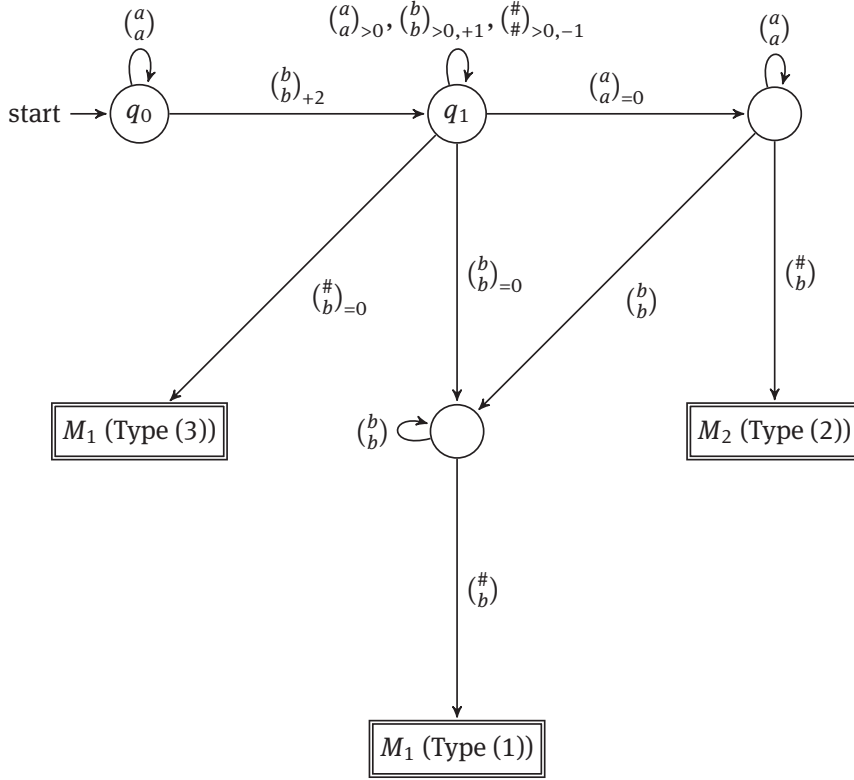 (a a)>0, (b b)>0,+1, (# #)>0,−1
(a a)
(a a)
(b b)+2
(a a)=0
start
q0
q1
(# b)=0
(b b)=0
(b b)
(# b)
M1 (Type (3))
(b b)
M2 (Type (2))
(# b)
M1 (Type (1))